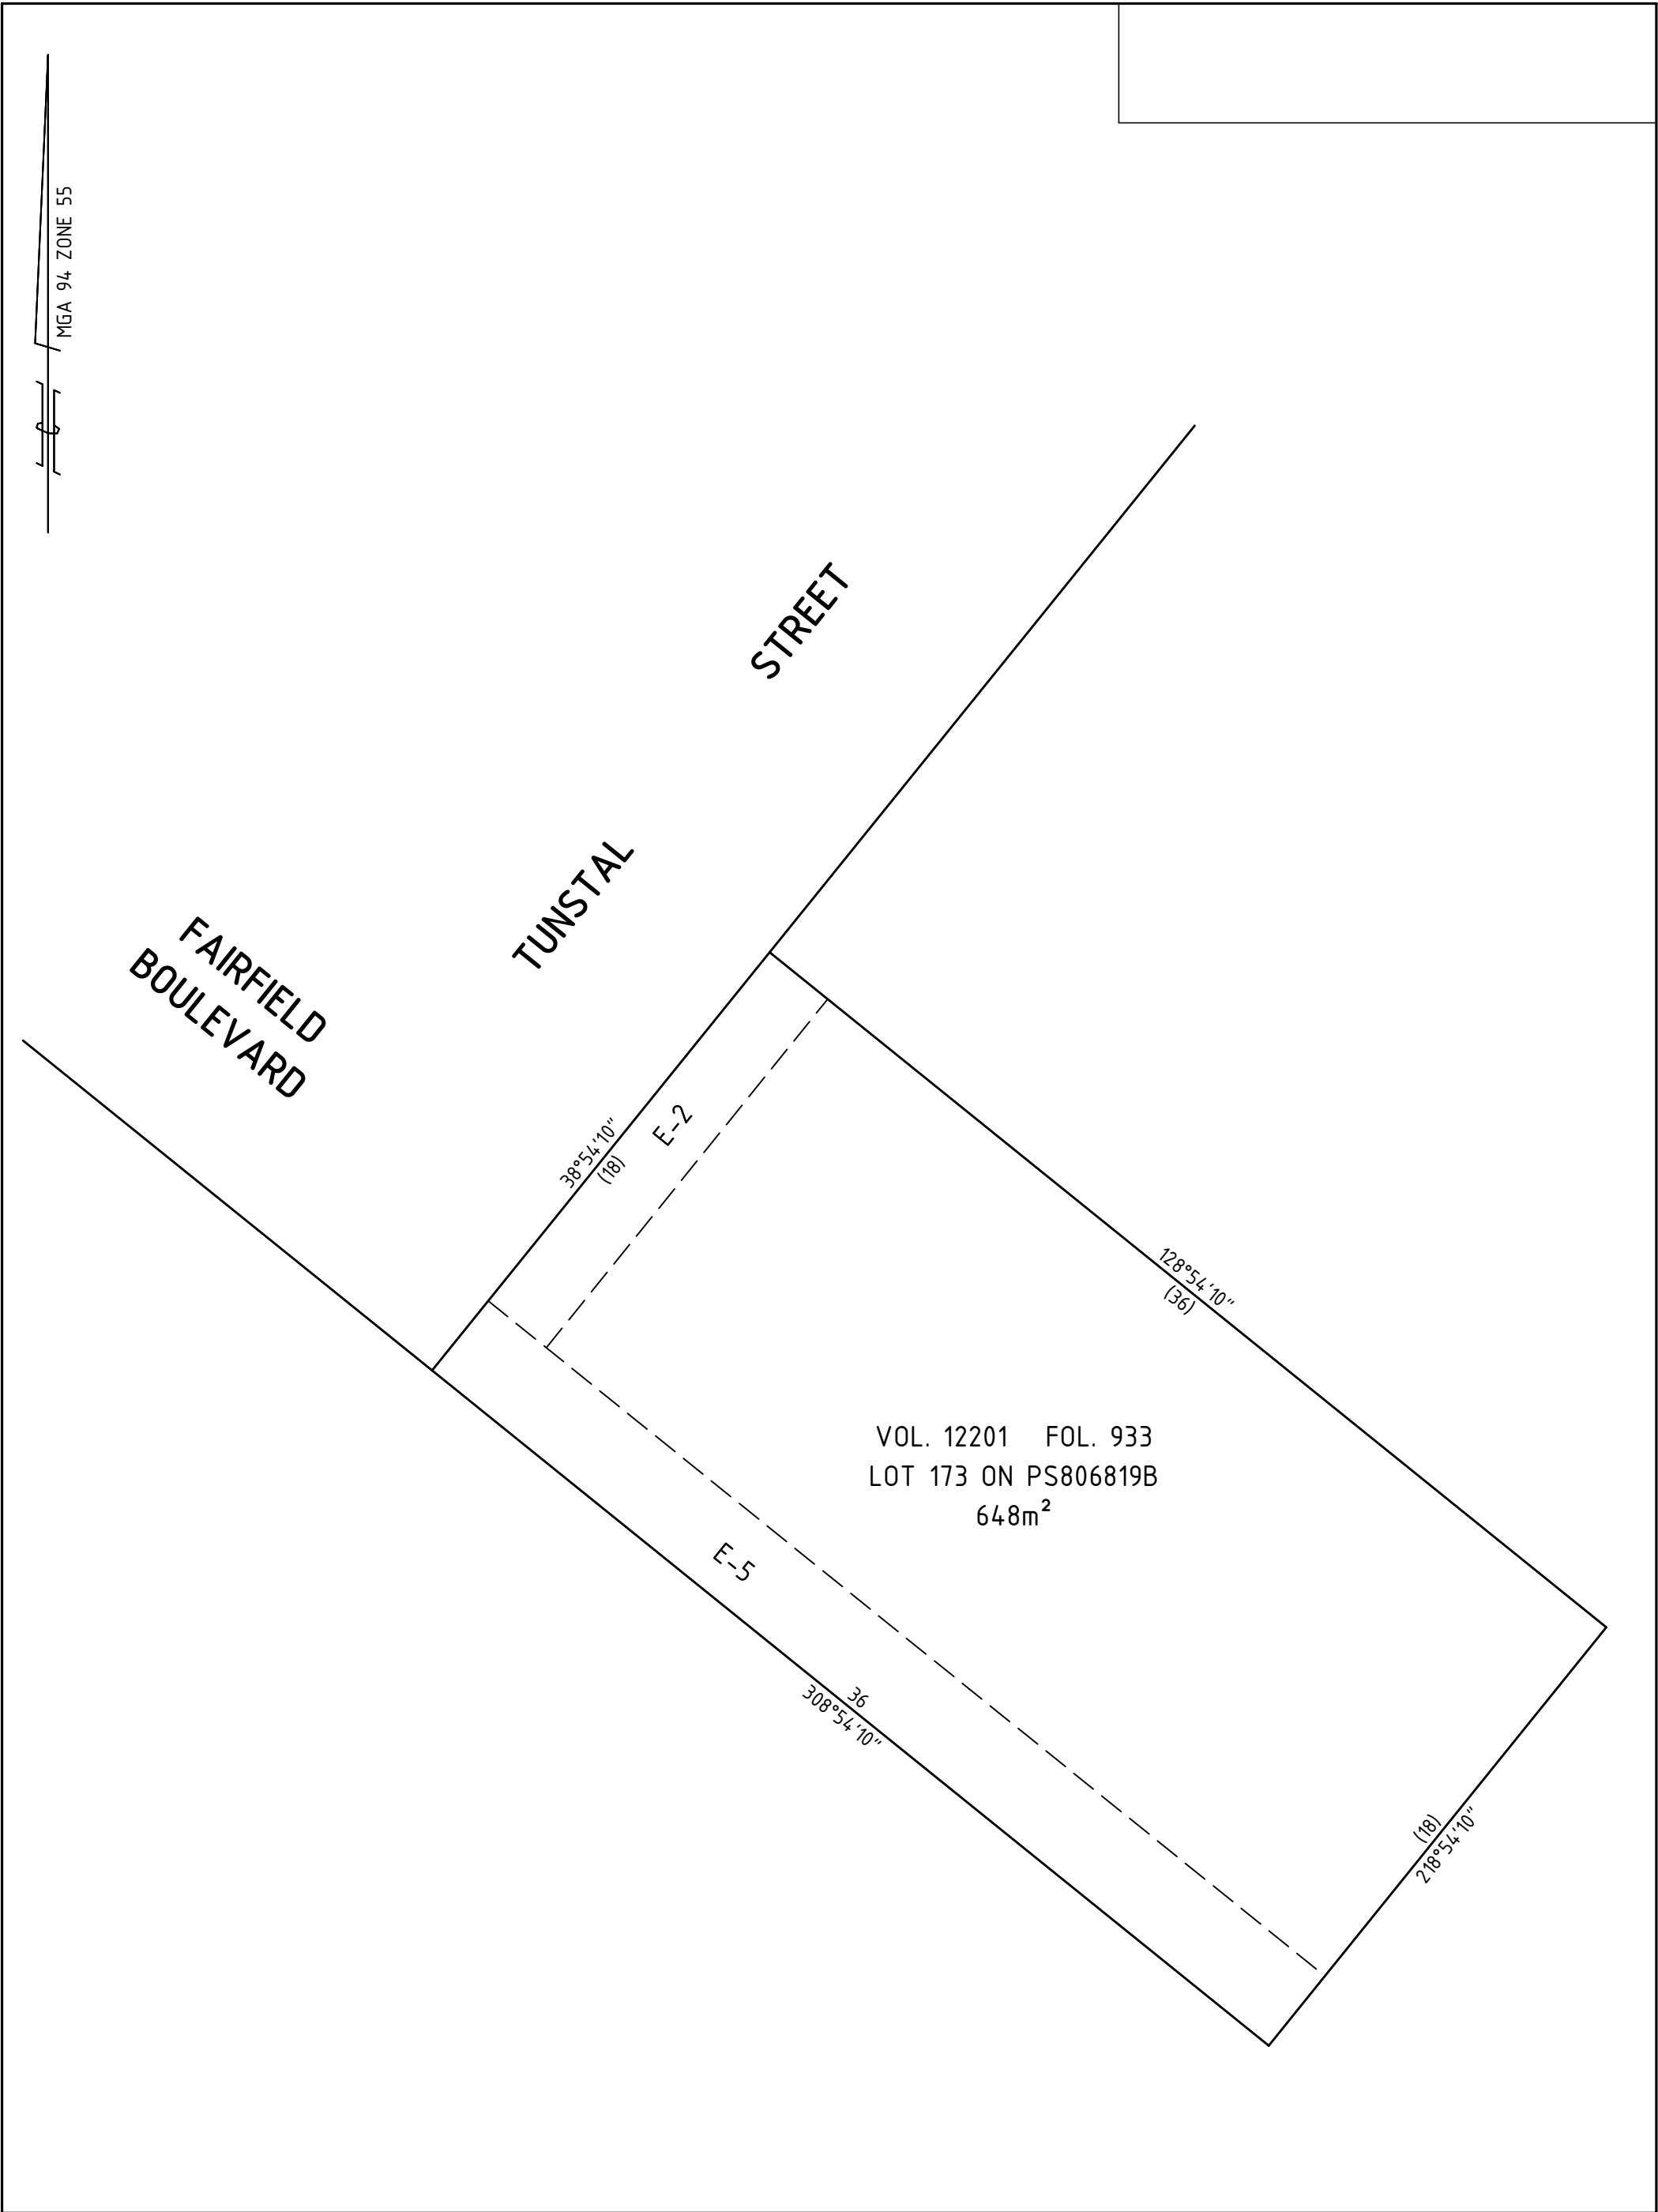 MGA 94 ZONE 55
STREET
TUNSTAL
FAIRFIELD
BOULEVARD
38°54'10"
(18)
E-2
128°54'10"
(36)
VOL. 12201 FOL. 933
LOT 173 ON PS806819B
648m²
E-5
36
308°54'10"
(18)
218°54'10"